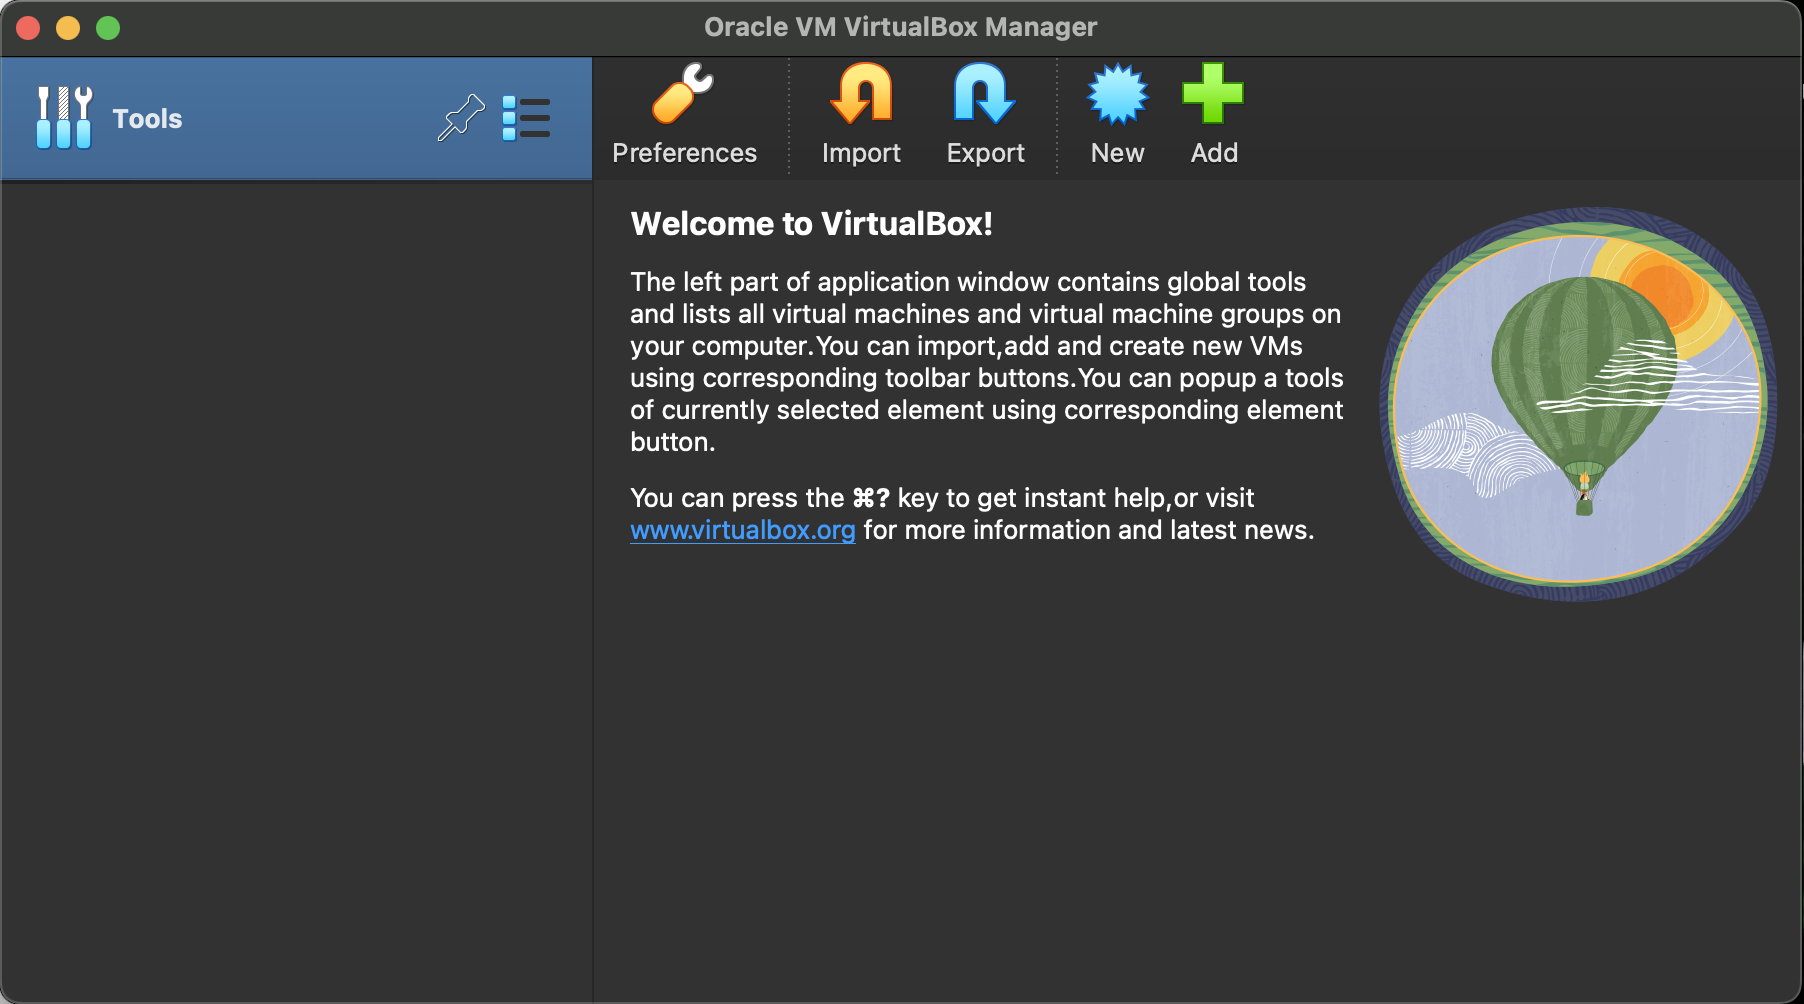 Oracle VM VirtualBox Manager
Tools
Preferences
Import
Export
New
Add
Welcome to VirtualBox!
The left part of application window contains global tools
and lists all virtual machines and virtual machine groups on
your computer.You can import,add and create new VMs
using corresponding toolbar buttons.You can popup a tools
of currently selected element using corresponding element
button.
You can press the ⌘? key to get instant help,or visit
www.virtualbox.org for more information and latest news.